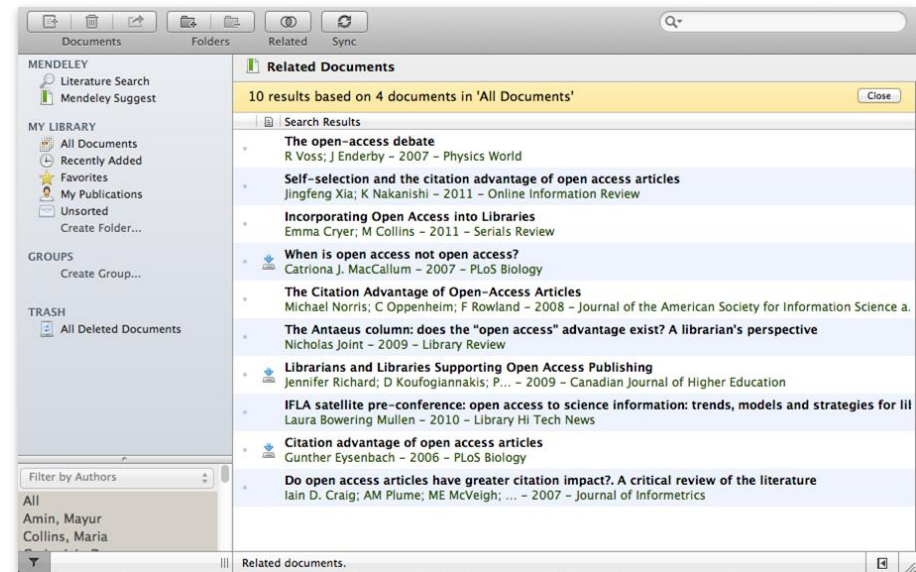 Documents
Folders
Related
Sync
MENDELEY
Literature Search
Mendeley Suggest
MY LIBRARY
All Documents
Recently Added
Favorites
My Publications
Unsorted
Create Folder...
GROUPS
Create Group...
TRASH
All Deleted Documents
Filter by Authors
All
Amin, Mayur
Collins, Maria
Related Documents
10 results based on 4 documents in 'All Documents'
Close
Search Results
The open-access debate
R Voss; J Enderby – 2007 – Physics World
Self-selection and the citation advantage of open access articles
Jingfeng Xia; K Nakanishi – 2011 – Online Information Review
Incorporating Open Access into Libraries
Emma Cryer; M Collins – 2011 – Serials Review
When is open access not open access?
Catriona J. MacCallum – 2007 – PLoS Biology
The Citation Advantage of Open-Access Articles
Michael Norris; C Oppenheim; F Rowland – 2008 – Journal of the American Society for Information Science a.
The Antaeus column: does the “open access” advantage exist? A librarian's perspective
Nicholas Joint – 2009 – Library Review
Librarians and Libraries Supporting Open Access Publishing
Jennifer Richard; D Koufogiannakis; P... – 2009 – Canadian Journal of Higher Education
IFLA satellite pre-conference: open access to science information: trends, models and strategies for lil
Laura Bowering Mullen – 2010 – Library Hi Tech News
Citation advantage of open access articles
Gunther Eysenbach – 2006 – PLoS Biology
Do open access articles have greater citation impact?. A critical review of the literature
Iain D. Craig; AM Plume; ME McVeigh; ... – 2007 – Journal of Informetrics
Related documents.